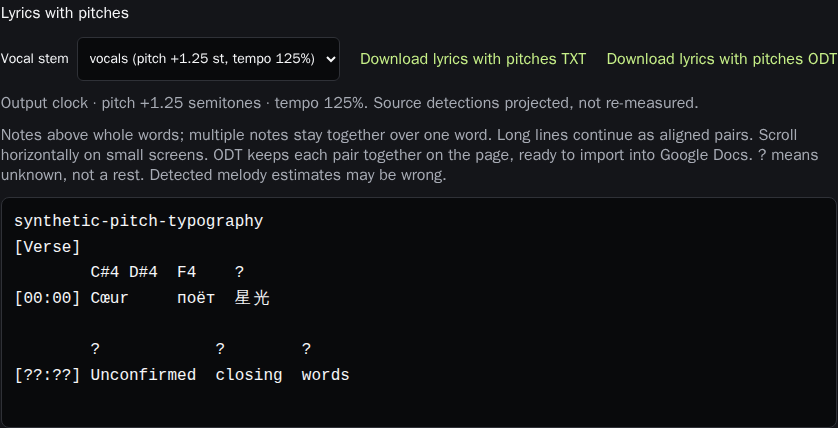 Lyrics with pitches
Vocal stem vocals (pitch +1.25 st, tempo 125%) Download lyrics with pitches TXT Download lyrics with pitches ODT
Output clock · pitch +1.25 semitones · tempo 125%. Source detections projected, not re-measured.
Notes above whole words; multiple notes stay together over one word. Long lines continue as aligned pairs. Scroll
horizontally on small screens. ODT keeps each pair together on the page, ready to import into Google Docs. ? means
unknown, not a rest. Detected melody estimates may be wrong.
synthetic-pitch-typography
[Verse]
        C#4 D#4  F4    ?
[00:00] Cœur     поёт  星光
        ?            ?        ?
[??:??] Unconfirmed  closing  words